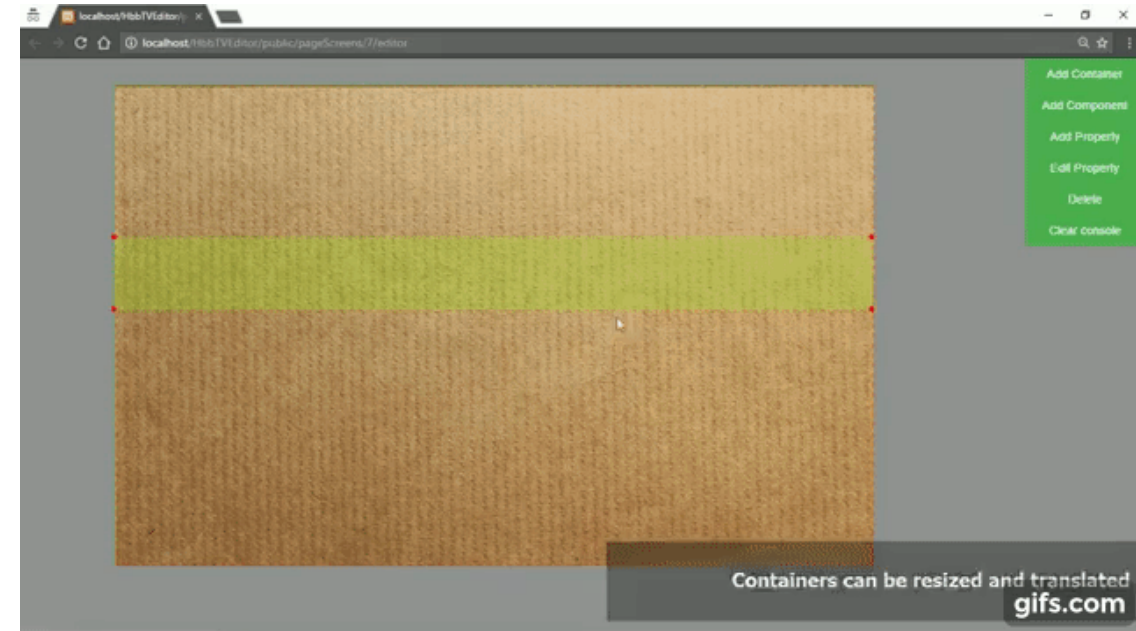 localhost/HbbTVEditor/
localhost/HbbTVEditor/public/pageScreens/7/editor
Add Container
Add Component
Add Property
Edit Property
Delete
Clear console
Containers can be resized and translated
gifs.com